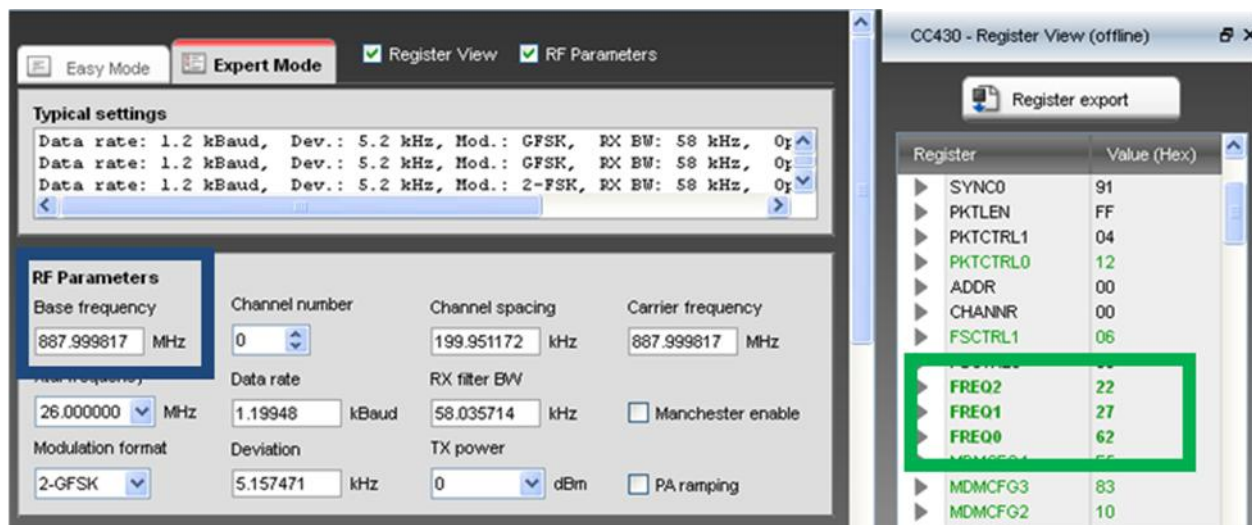 Easy Mode
Expert Mode
Register View
RF Parameters
Typical settings
Data rate: 1.2 kBaud, Dev.: 5.2 kHz, Mod.: GFSK, RX BW: 58 kHz,
Data rate: 1.2 kBaud, Dev.: 5.2 kHz, Mod.: GFSK, RX BW: 58 kHz,
Data rate: 1.2 kBaud, Dev.: 5.2 kHz, Mod.: 2-FSK, RX BW: 58 kHz,
RF Parameters
Base frequency Channel number Channel spacing Carrier frequency
887.999817 MHz 0 199.951172 kHz 887.999817 MHz
Data rate RX filter BW
26.000000 MHz 1.19948 kBaud 58.035714 kHz Manchester enable
Modulation format Deviation TX power
2-GFSK 5.157471 kHz 0 dBm PA ramping
CC430 - Register View (offline)
Register export
Register Value (Hex)
SYNC0 91
PKTLEN FF
PKTCTRL1 04
PKTCTRL0 12
ADDR 00
CHANNR 00
FSCTRL1 06
FREQ2 22
FREQ1 27
FREQ0 62
MDMCFG3 83
MDMCFG2 10